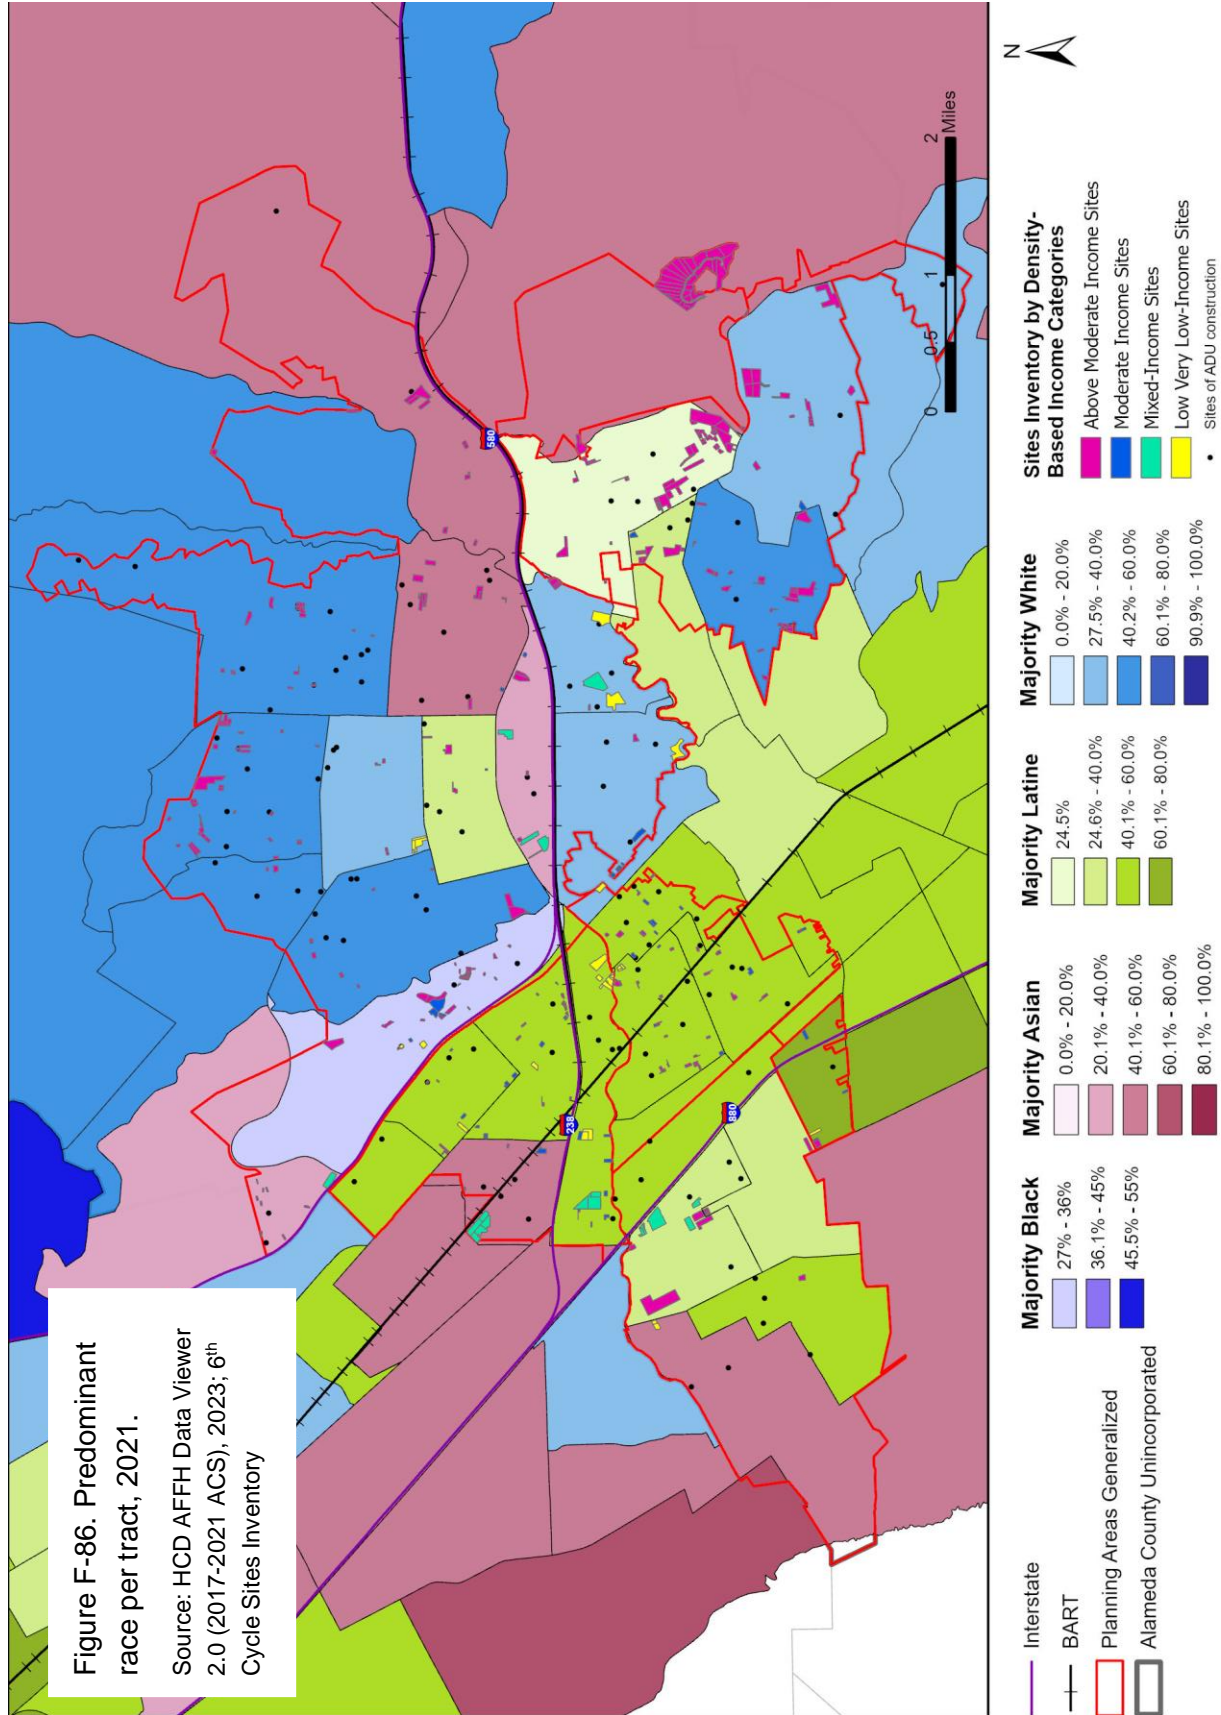 Figure F-86. Predominant
race per tract, 2021.
Source: HCD AFFH Data Viewer
2.0 (2017-2021 ACS), 2023; 6th
Cycle Sites Inventory
580
238
880
0 0.5 1 2
Miles
N
Interstate
BART
Planning Areas Generalized
Alameda County Unincorporated
Majority Black
27% - 36%
36.1% - 45%
45.5% - 55%
Majority Asian
0.0% - 20.0%
20.1% - 40.0%
40.1% - 60.0%
60.1% - 80.0%
80.1% - 100.0%
Majority Latine
24.5%
24.6% - 40.0%
40.1% - 60.0%
60.1% - 80.0%
Majority White
0.0% - 20.0%
27.5% - 40.0%
40.2% - 60.0%
60.1% - 80.0%
90.9% - 100.0%
Sites Inventory by Density-
Based Income Categories
Above Moderate Income Sites
Moderate Income Sites
Mixed-Income Sites
Low Very Low-Income Sites
Sites of ADU construction